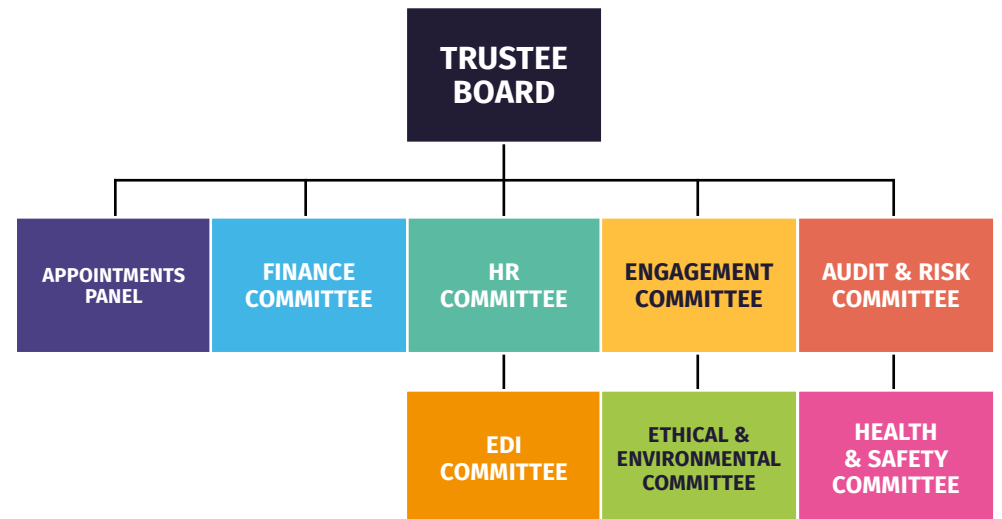 TRUSTEE
BOARD
APPOINTMENTS
PANEL
FINANCE
COMMITTEE
HR
COMMITTEE
ENGAGEMENT
COMMITTEE
AUDIT & RISK
COMMITTEE
EDI
COMMITTEE
ETHICAL &
ENVIRONMENTAL
COMMITTEE
HEALTH
& SAFETY
COMMITTEE